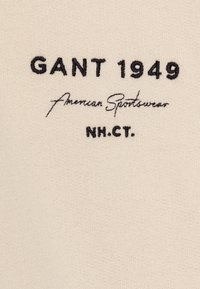 GANT 1949
American Sportswear
NH.CT.